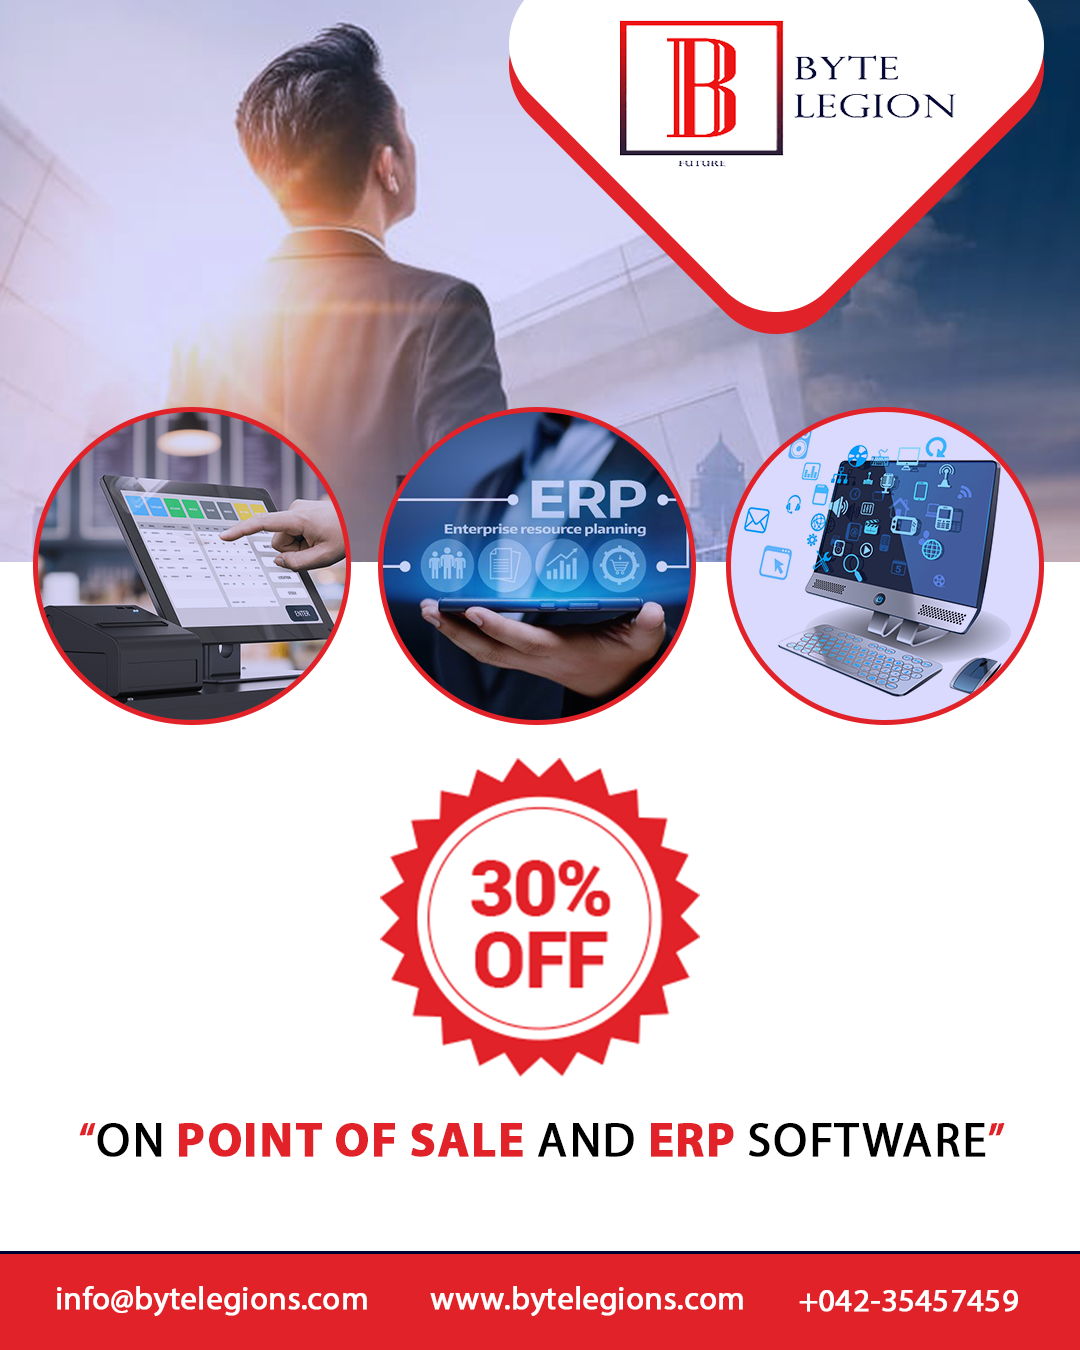 BYTE
LEGION
FUTURE
ERP
Enterprise resource planning
ENTER
30%
OFF
“ON POINT OF SALE AND ERP SOFTWARE”
info@bytelegions.com www.bytelegions.com +042-35457459